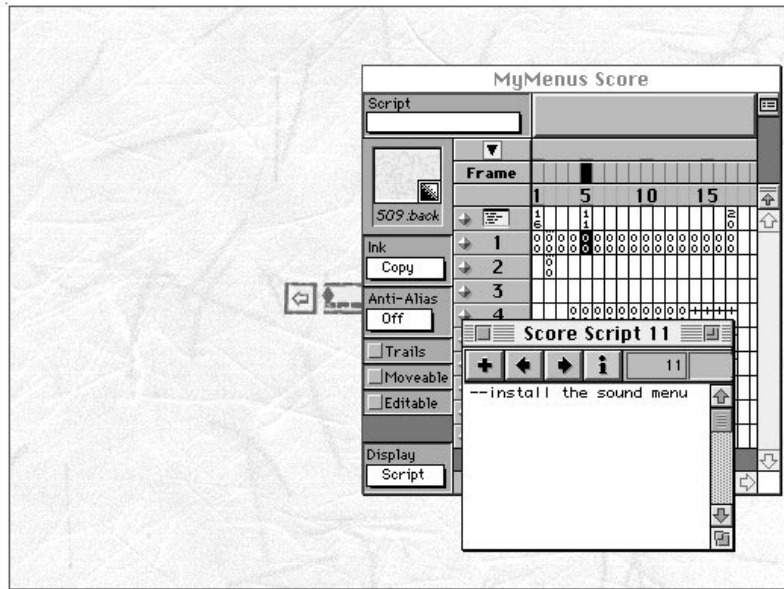 MyMenus Score
Script
Frame
1 5 10 15
509:back
Ink
Copy
1
2
3
4
Anti-Alias
Off
Trails
Moveable
Editable
Display
Script
Score Script 11
11
--install the sound menu